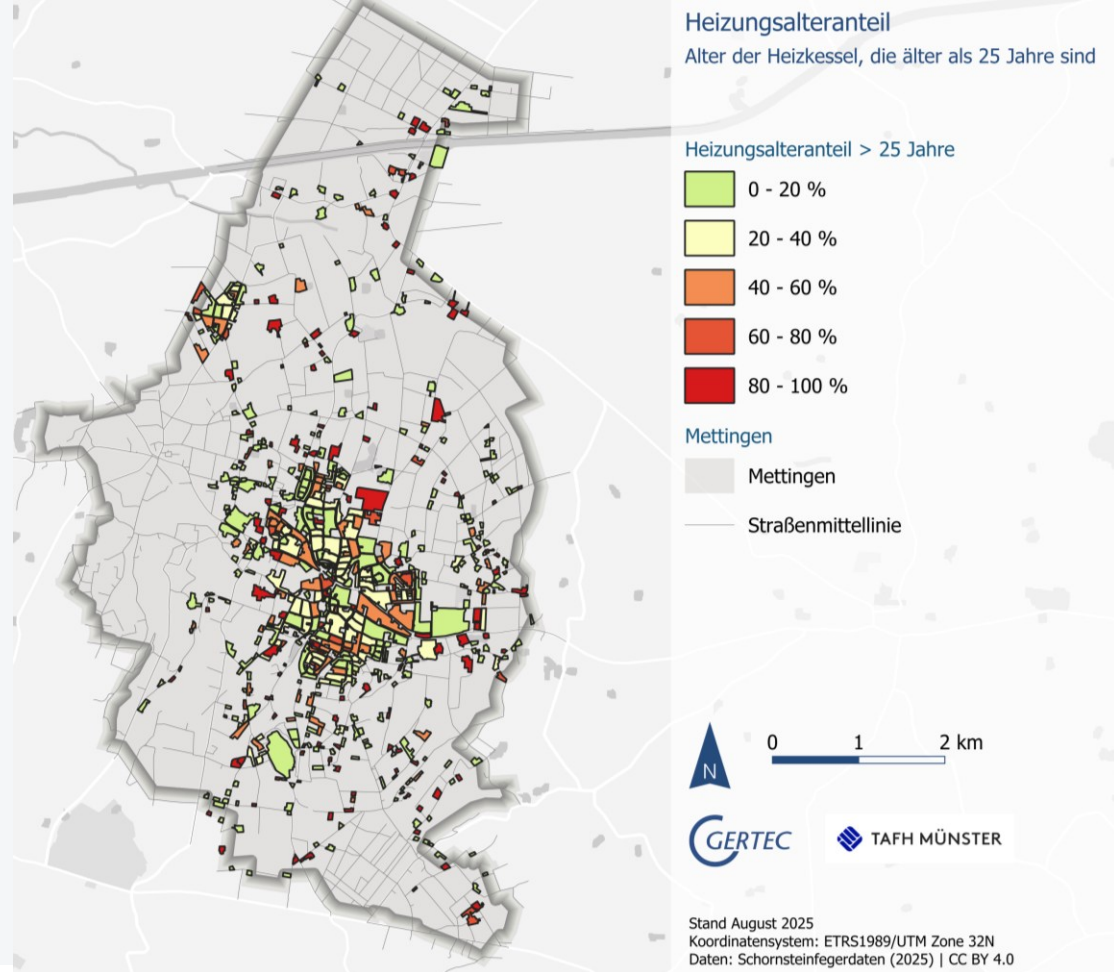 Heizungsalteranteil
Alter der Heizkessel, die älter als 25 Jahre sind
Heizungsalteranteil > 25 Jahre
0 - 20 %
20 - 40 %
40 - 60 %
60 - 80 %
80 - 100 %
Mettingen
Mettingen
Straßenmittellinie
0 1 2 km
N
GERTEC
TAFH MÜNSTER
Stand August 2025
Koordinatensystem: ETRS1989/UTM Zone 32N
Daten: Schornsteinfegerdaten (2025) | CC BY 4.0